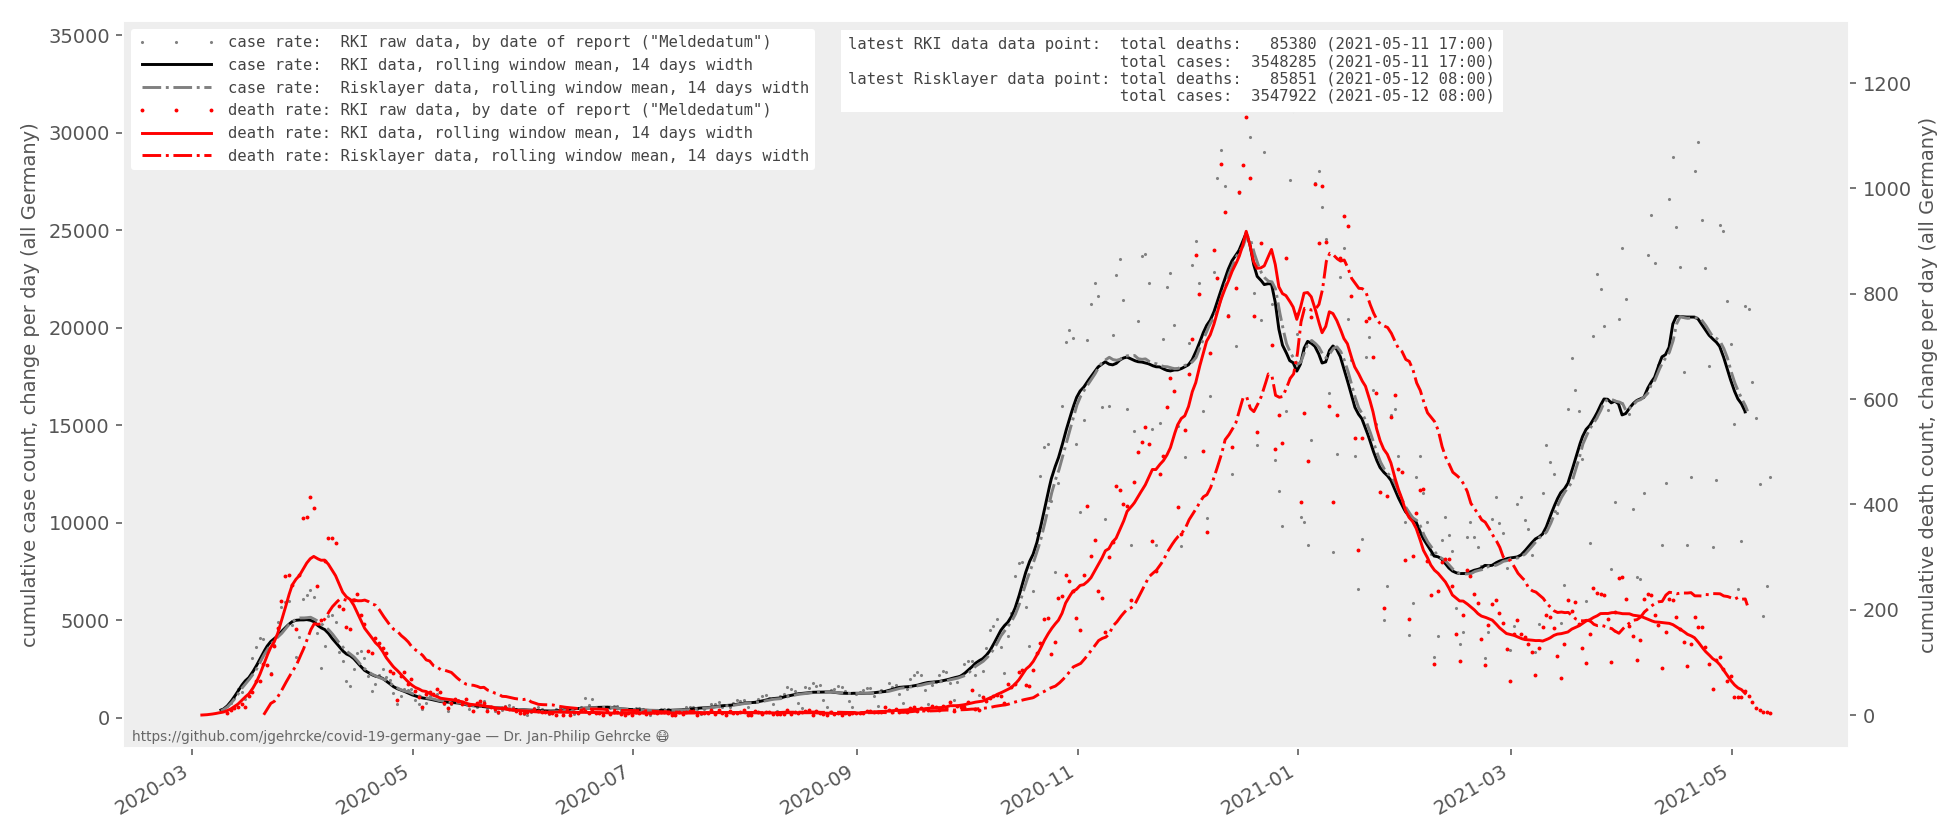 35000
30000
25000
20000
15000
10000
5000
0
cumulative case count, change per day (all Germany)
case rate:  RKI raw data, by date of report ("Meldedatum")
case rate:  RKI data, rolling window mean, 14 days width
case rate:  Risklayer data, rolling window mean, 14 days width
death rate: RKI raw data, by date of report ("Meldedatum")
death rate: RKI data, rolling window mean, 14 days width
death rate: Risklayer data, rolling window mean, 14 days width
latest RKI data data point:  total deaths:   85380 (2021-05-11 17:00)
total cases:  3548285 (2021-05-11 17:00)
latest Risklayer data point: total deaths:   85851 (2021-05-12 08:00)
total cases:  3547922 (2021-05-12 08:00)
1200
1000
800
600
400
200
0
cumulative death count, change per day (all Germany)
https://github.com/jgehrcke/covid-19-germany-gae — Dr. Jan-Philip Gehrcke 😷
2020-03
2020-05
2020-07
2020-09
2020-11
2021-01
2021-03
2021-05